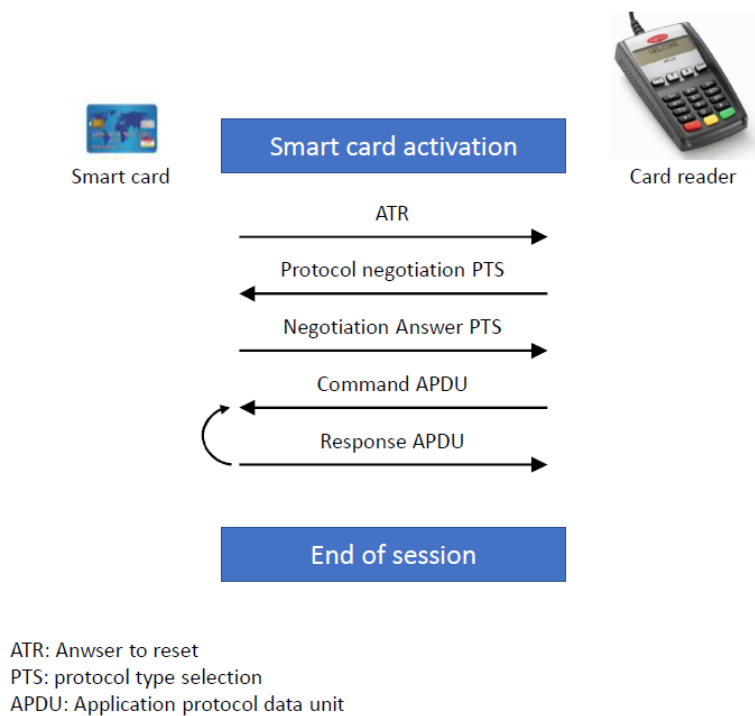 WELCOME
Smart card activation
Smart card
Card reader
ATR
Protocol negotiation PTS
Negotiation Answer PTS
Command APDU
Response APDU
End of session
ATR: Anwser to reset
PTS: protocol type selection
APDU: Application protocol data unit